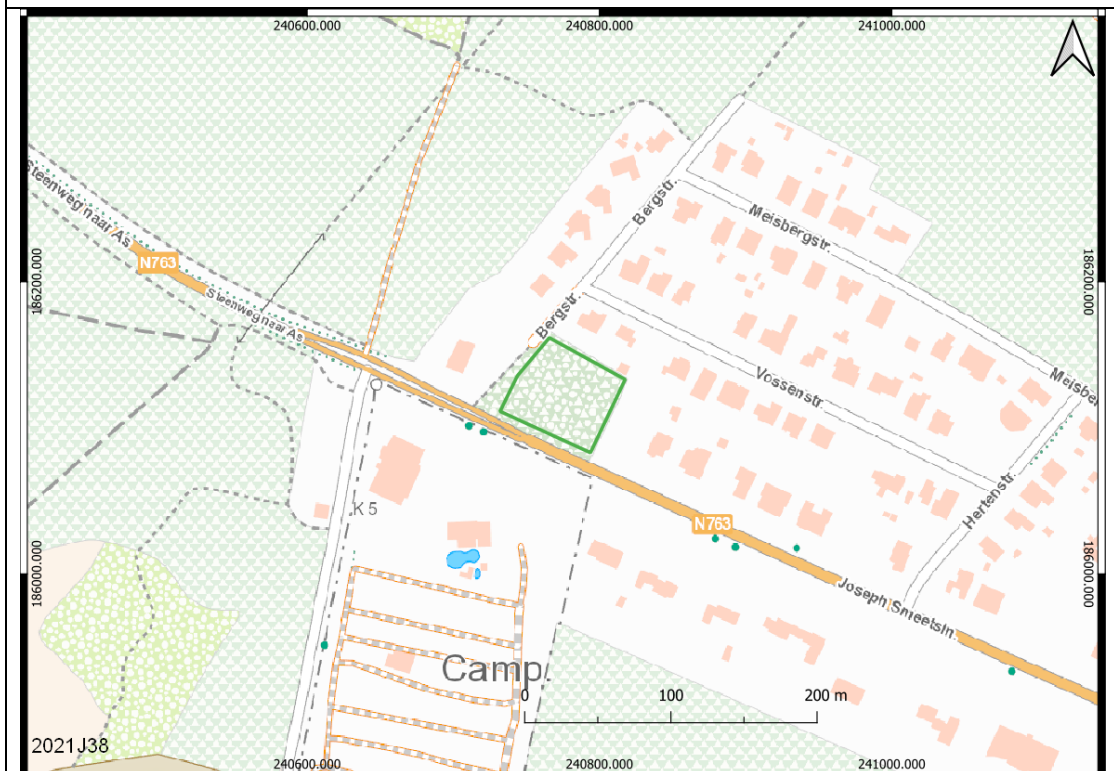 240600.000
240800.000
241000.000
Bergstr.
Meisbergstr.
Steenweg naar As
N763
186200.000
186200.000
Steenweg naar As
Bergstr.
Vossenstr.
Meisber
Hertenstr.
K 5
N763
186000.000
186000.000
Joseph Smeetsstr.
Camp.
0 100 200 m
2021J38
240600.000
240800.000
241000.000